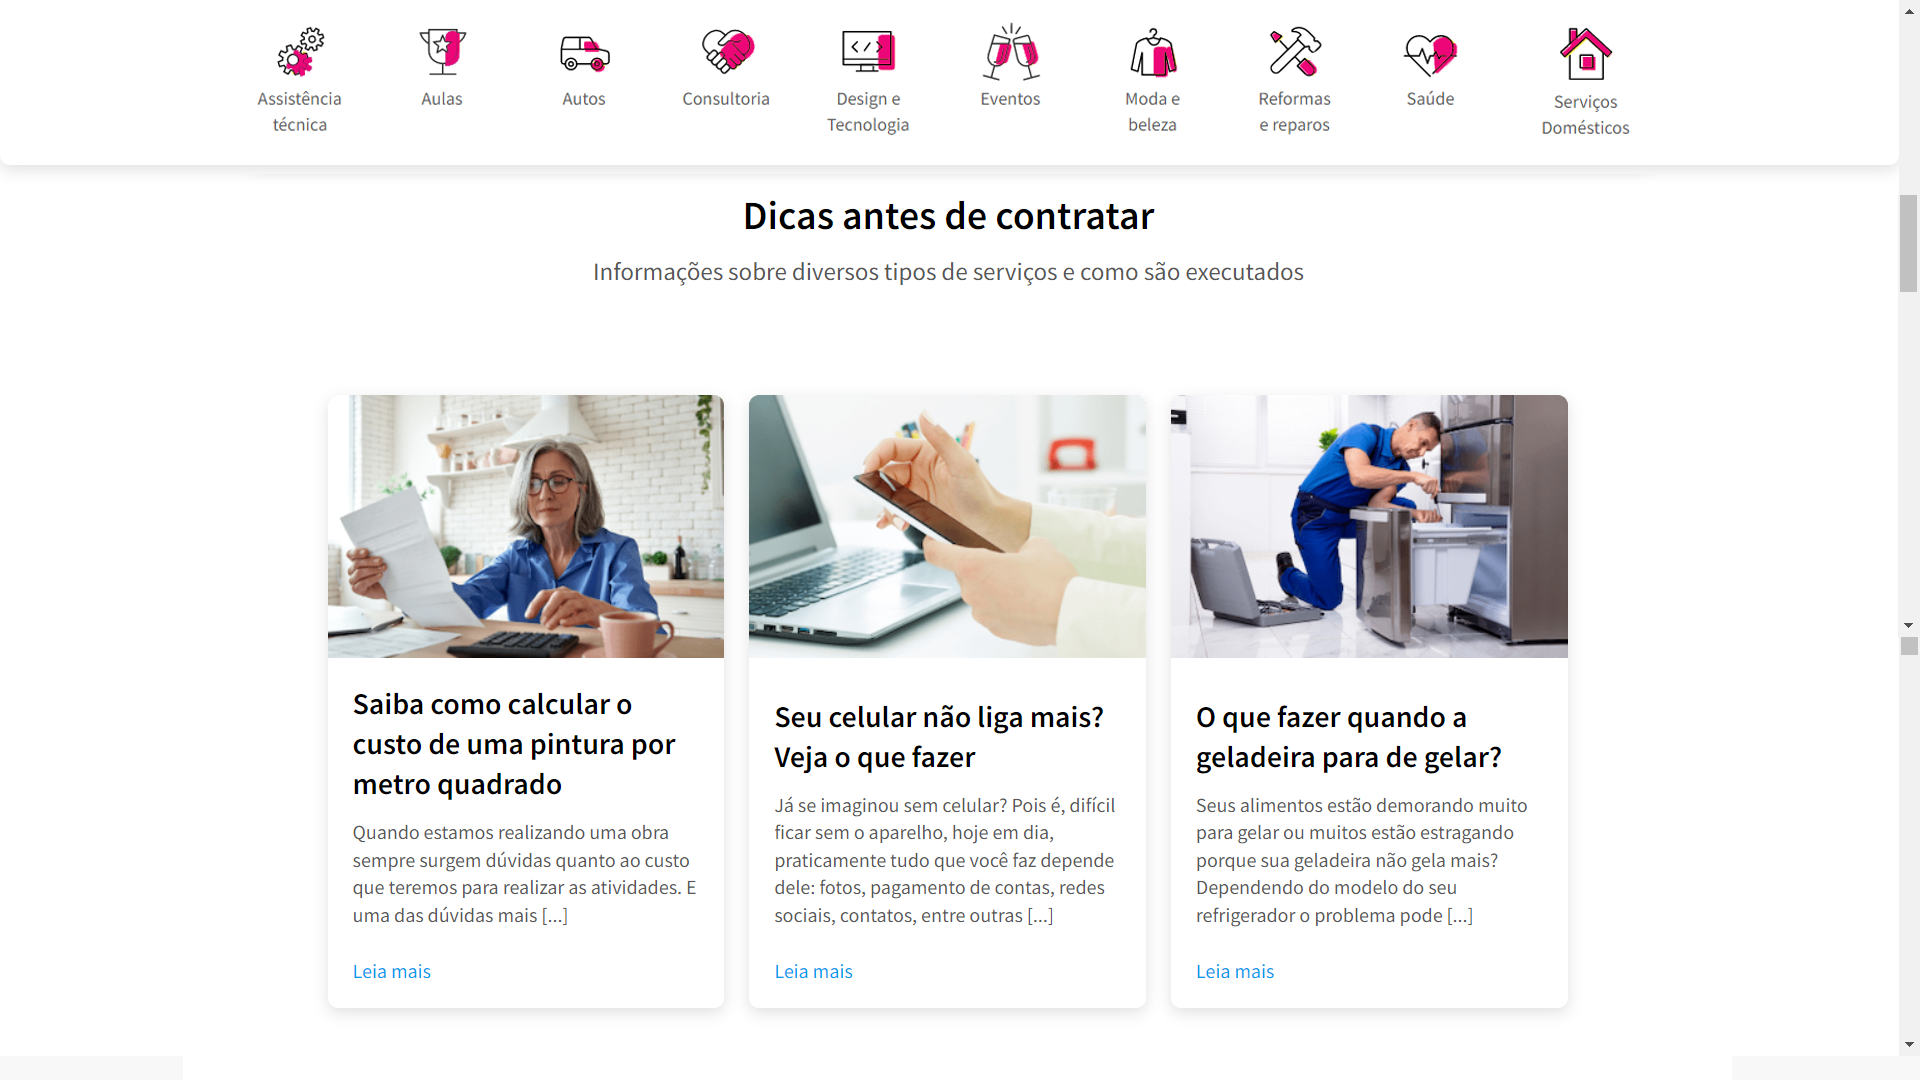 Assistência
técnica
Aulas
Autos
Consultoria
Design e
Tecnologia
Eventos
Moda e
beleza
Reformas
e reparos
Saúde
Serviços
Domésticos
Dicas antes de contratar
Informações sobre diversos tipos de serviços e como são executados
Saiba como calcular o
custo de uma pintura por
metro quadrado
Quando estamos realizando uma obra
sempre surgem dúvidas quanto ao custo
que teremos para realizar as atividades. E
uma das dúvidas mais [...]
Leia mais
Seu celular não liga mais?
Veja o que fazer
Já se imaginou sem celular? Pois é, difícil
ficar sem o aparelho, hoje em dia,
praticamente tudo que você faz depende
dele: fotos, pagamento de contas, redes
sociais, contatos, entre outras [...]
Leia mais
O que fazer quando a
geladeira para de gelar?
Seus alimentos estão demorando muito
para gelar ou muitos estão estragando
porque sua geladeira não gela mais?
Dependendo do modelo do seu
refrigerador o problema pode [...]
Leia mais